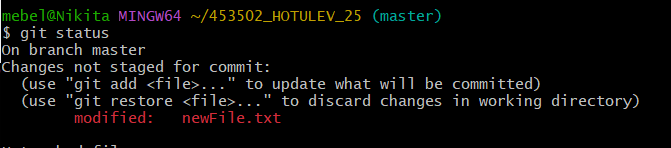 mebel@Nikita MINGW64 ~/453502_HOTULEV_25 (master)
$ git status
On branch master
Changes not staged for commit:
  (use "git add <file>..." to update what will be committed)
  (use "git restore <file>..." to discard changes in working directory)
        modified:   newFile.txt